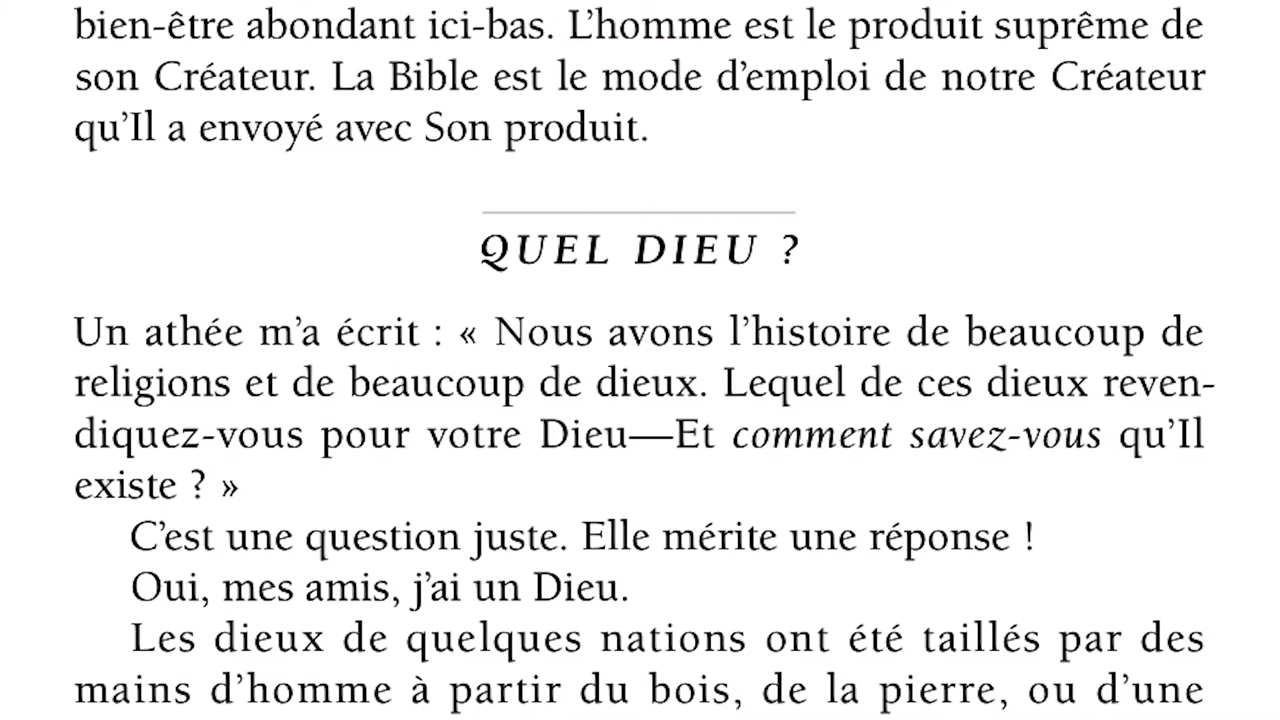 bien-être abondant ici-bas. L’homme est le produit suprême de
son Créateur. La Bible est le mode d’emploi de notre Créateur
qu’Il a envoyé avec Son produit.
QUEL DIEU ?
Un athée m’a écrit : « Nous avons l’histoire de beaucoup de
religions et de beaucoup de dieux. Lequel de ces dieux reven-
diquez-vous pour votre Dieu—Et comment savez-vous qu’Il
existe ? »
C’est une question juste. Elle mérite une réponse !
Oui, mes amis, j’ai un Dieu.
Les dieux de quelques nations ont été taillés par des
mains d’homme à partir du bois, de la pierre, ou d’une